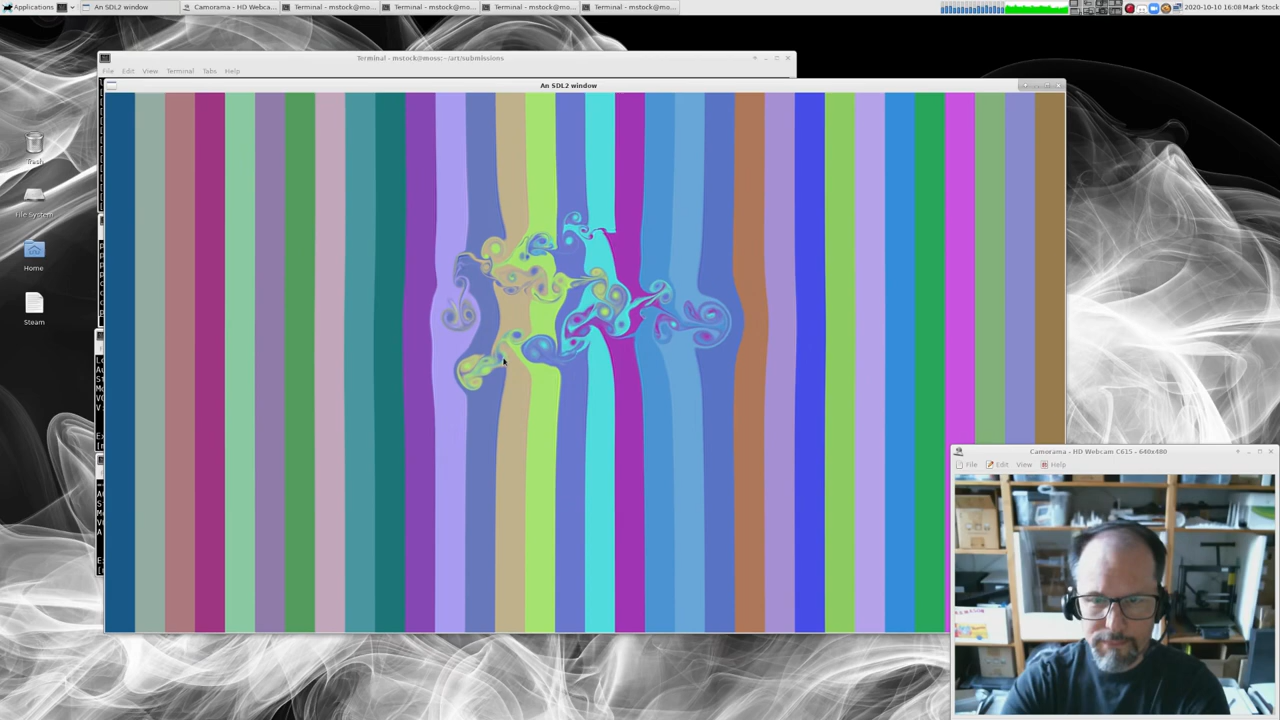 Applications
An SDL2 window
Camorama - HD Webca...
Terminal - mstock@mo...
Terminal - mstock@mo...
Terminal - mstock@mo...
Terminal - mstock@mo...
2020-10-10 16:08 Mark Stock
Terminal - mstock@moss:~/art/submissions
File Edit View Terminal Tabs Help
An SDL2 window
Trash
File System
Home
Steam
Camorama - HD Webcam C615 - 640x480
File Edit View Help